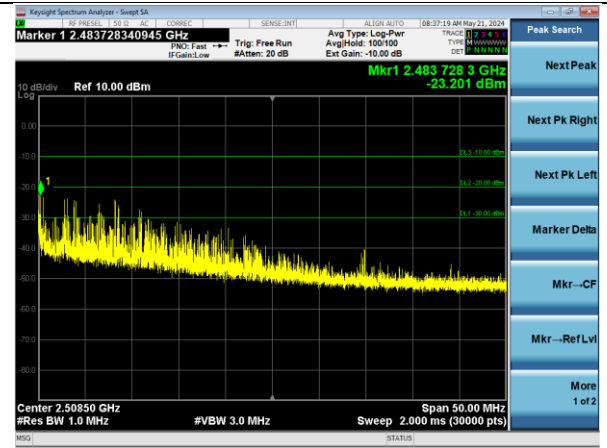 Keysight Spectrum Analyzer - Swept SA
LXI RF PRESEL 50 Ω AC CORREC SENSE:INT ALIGN AUTO 08:37:19 AM May 21, 2024
Marker 1 2.483728340945 GHz
PNO: Fast
IFGain:Low
Trig: Free Run
#Atten: 20 dB
Avg Type: Log-Pwr
Avg|Hold: 100/100
Ext Gain: -10.00 dB
TRACE 1 2 3 4 5 6
TYPE M W W W W W
DET P N N N N N
Mkr1 2.483 728 3 GHz
-23.201 dBm
10 dB/div Ref 10.00 dBm
Log
0.00
-10.0
-20.0
-30.0
-40.0
-50.0
-60.0
-70.0
-80.0
DL3 -10.00 dBm
1
DL2 -20.00 dBm
DL1 -30.00 dBm
Center 2.50850 GHz Span 50.00 MHz
#Res BW 1.0 MHz #VBW 3.0 MHz Sweep 2.000 ms (30000 pts)
MSG STATUS
Peak Search
Next Peak
Next Pk Right
Next Pk Left
Marker Delta
Mkr→CF
Mkr→Ref Lvl
More
1 of 2